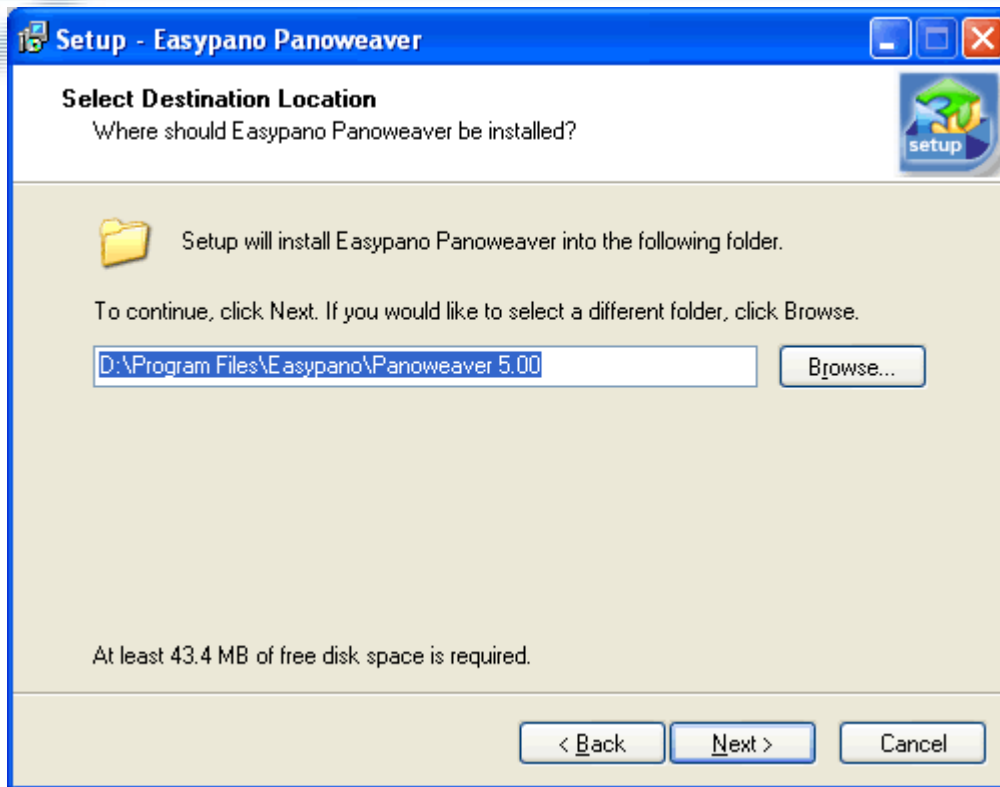 Setup - Easypano Panoweaver
Select Destination Location
Where should Easypano Panoweaver be installed?
setup
Setup will install Easypano Panoweaver into the following folder.
To continue, click Next. If you would like to select a different folder, click Browse.
D:\Program Files\Easypano\Panoweaver 5.00
Browse...
At least 43.4 MB of free disk space is required.
< Back Next > Cancel